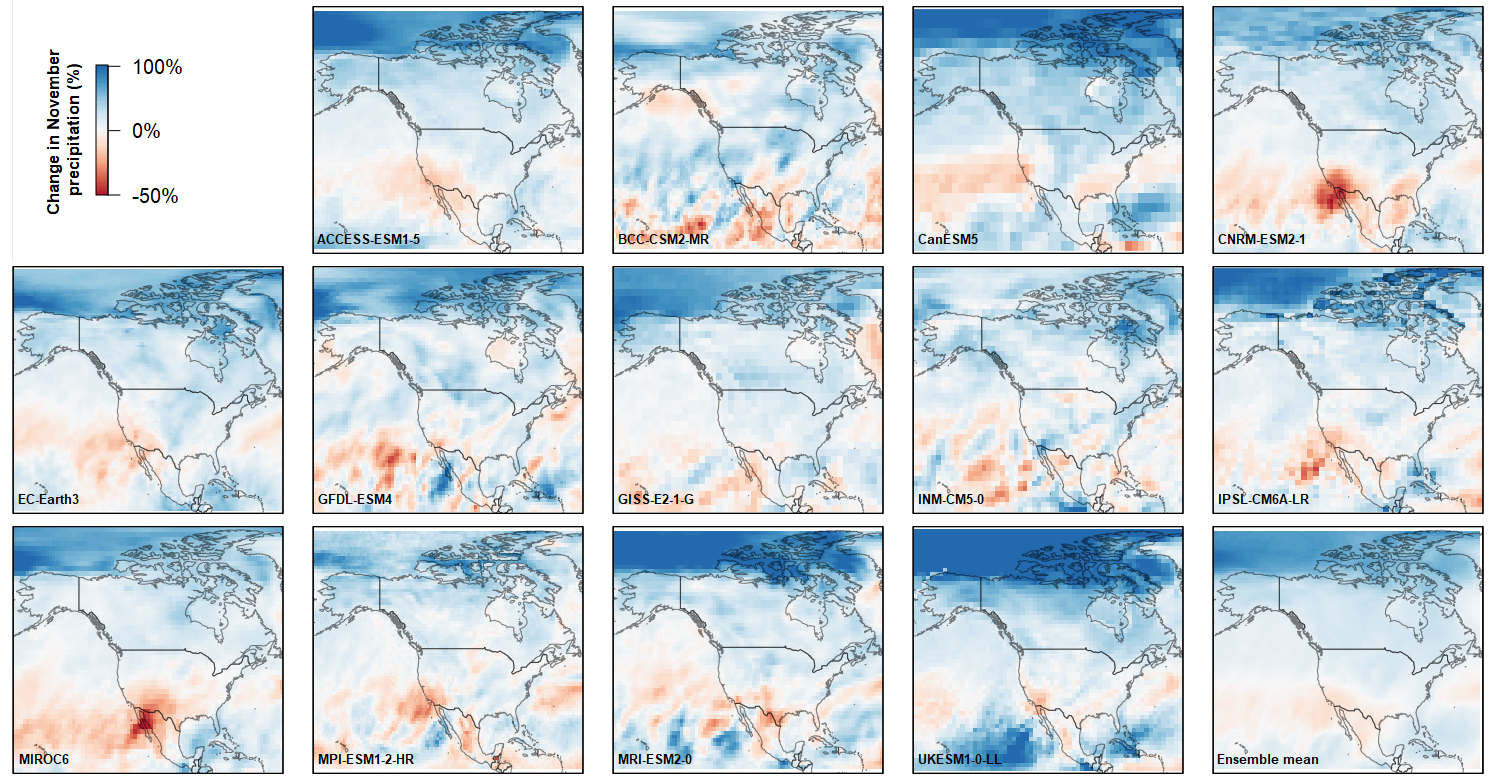 Change in November
precipitation (%)
100%
0%
-50%
ACCESS-ESM1-5
BCC-CSM2-MR
CanESM5
CNRM-ESM2-1
EC-Earth3
GFDL-ESM4
GISS-E2-1-G
INM-CM5-0
IPSL-CM6A-LR
MIROC6
MPI-ESM1-2-HR
MRI-ESM2-0
UKESM1-0-LL
Ensemble mean